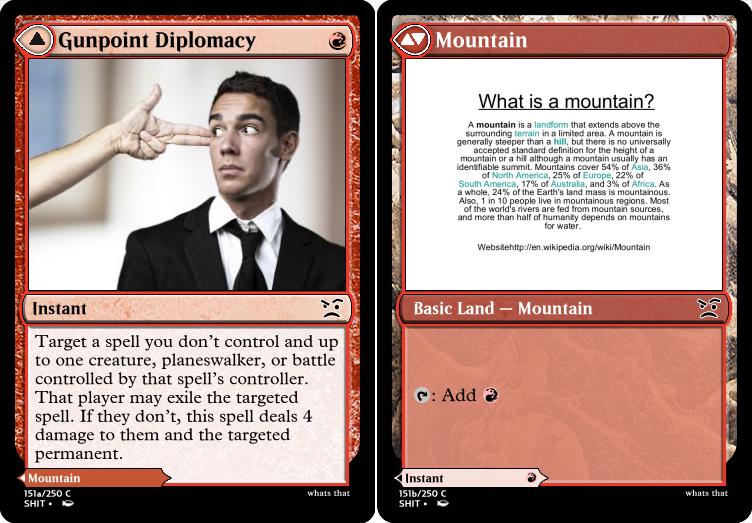 Gunpoint Diplomacy
Instant
Target a spell you don't control and up
to one creature, planeswalker, or battle
controlled by that spell's controller.
That player may exile the targeted
spell. If they don't, this spell deals 4
damage to them and the targeted
permanent.
Mountain
151a/250 C
SHIT •
whats that
Mountain
What is a mountain?
A mountain is a landform that extends above the
surrounding terrain in a limited area. A mountain is
generally steeper than a hill, but there is no universally
accepted standard definition for the height of a
mountain or a hill although a mountain usually has an
identifiable summit. Mountains cover 54% of Asia, 36%
of North America, 25% of Europe, 22% of
South America, 17% of Australia, and 3% of Africa. As
a whole, 24% of the Earth's land mass is mountainous.
Also, 1 in 10 people live in mountainous regions. Most
of the world's rivers are fed from mountain sources,
and more than half of humanity depends on mountains
for water.
Websitehttp://en.wikipedia.org/wiki/Mountain
Basic Land — Mountain
: Add
Instant
151b/250 C
SHIT •
whats that